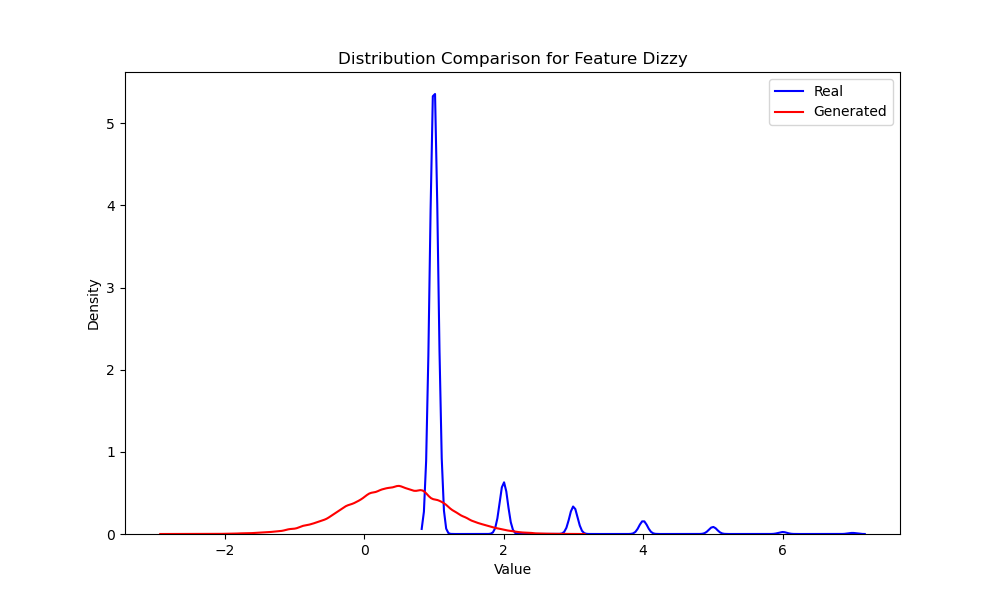 Distribution Comparison for Feature Dizzy
Real
Generated
5
4
3
2
1
0
Density
−2
0
2
4
6
Value